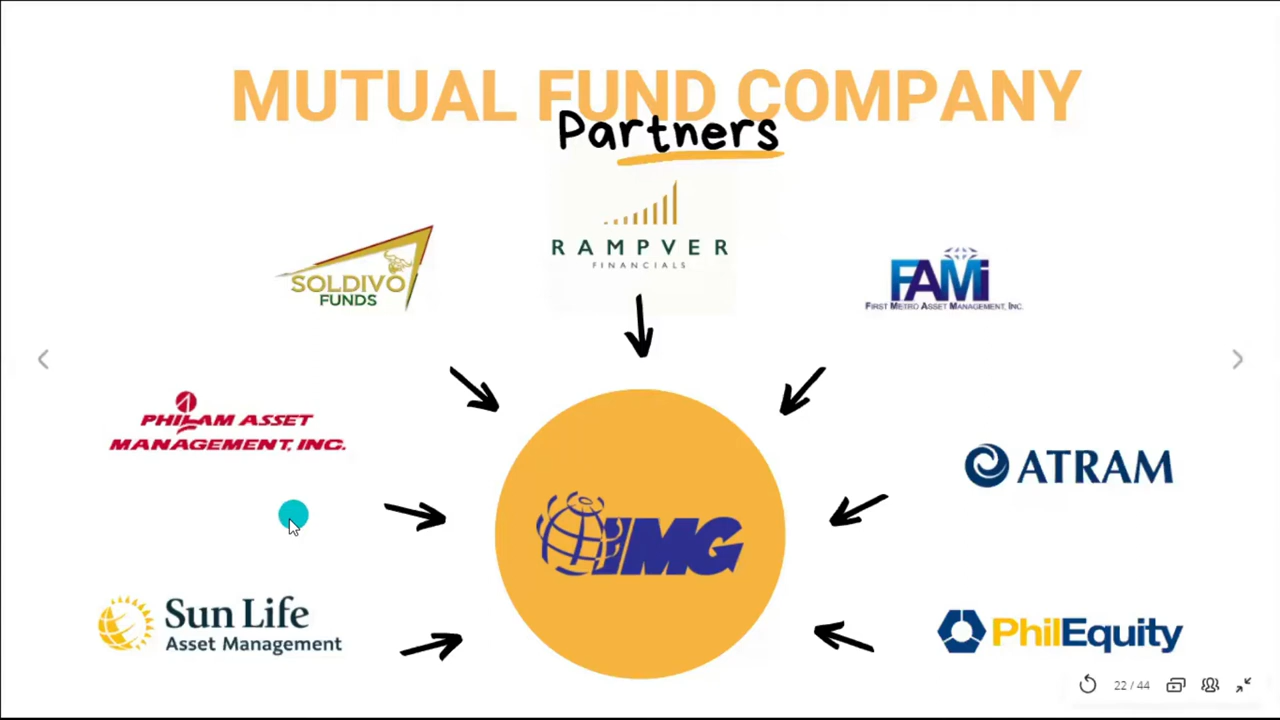 MUTUAL FUND COMPANY
Partners
RAMPVER
FINANCIALS
SOLDIVO
FUNDS
FAMi
FIRST METRO ASSET MANAGEMENT, INC.
PHILAM ASSET
MANAGEMENT, INC.
ATRAM
IMG
Sun Life
Asset Management
PhilEquity
22 / 44